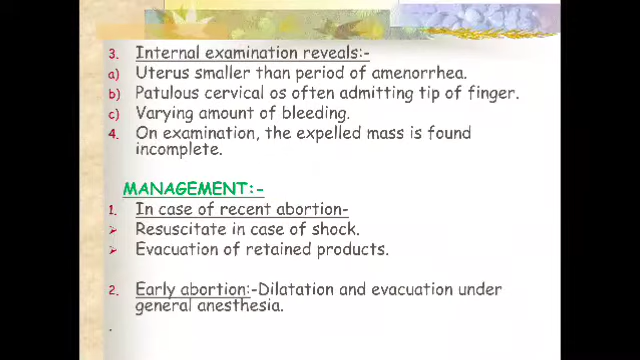 3. Internal examination reveals:-
a) Uterus smaller than period of amenorrhea.
b) Patulous cervical os often admitting tip of finger.
c) Varying amount of bleeding.
4. On examination, the expelled mass is found
incomplete.
MANAGEMENT:-
1. In case of recent abortion-
➢ Resuscitate in case of shock.
➢ Evacuation of retained products.
2. Early abortion:-Dilatation and evacuation under
general anesthesia.
.